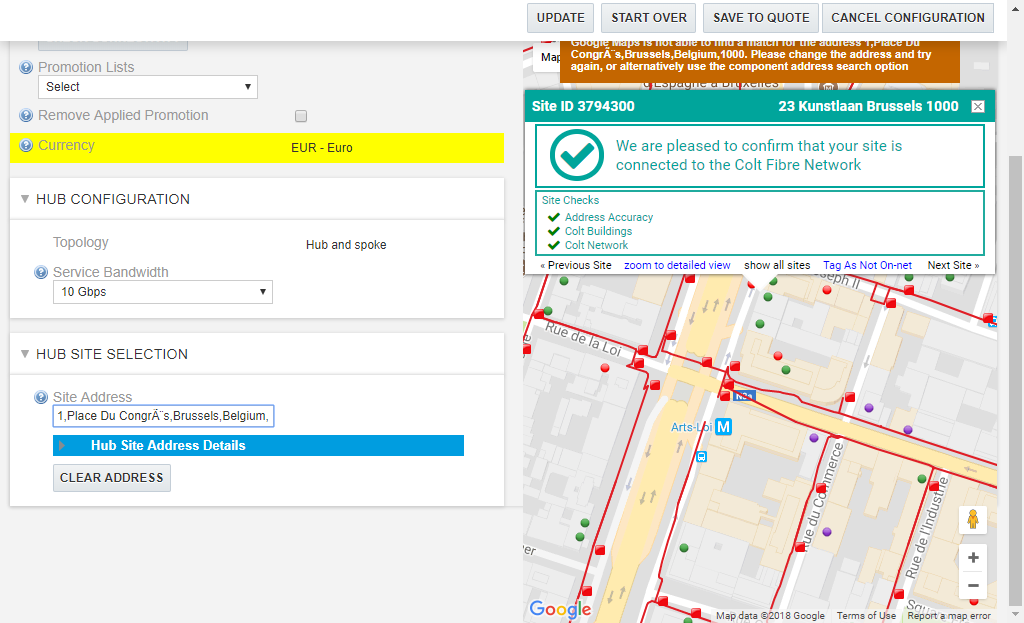 UPDATE
START OVER
SAVE TO QUOTE
CANCEL CONFIGURATION
Promotion Lists
Select
Remove Applied Promotion
Currency
EUR - Euro
HUB CONFIGURATION
Topology
Hub and spoke
Service Bandwidth
10 Gbps
HUB SITE SELECTION
Site Address
1,Place Du CongrÃ¨s,Brussels,Belgium,
Hub Site Address Details
CLEAR ADDRESS
Map
Google Maps is not able to find a match for the address 1,Place Du
CongrÃ¨s,Brussels,Belgium,1000. Please change the address and try
again, or alternatively use the component address search option
d'Espagne à Bruxelles
Site ID 3794300
23 Kunstlaan Brussels 1000
We are pleased to confirm that your site is
connected to the Colt Fibre Network
Site Checks
Address Accuracy
Colt Buildings
Colt Network
« Previous Site
zoom to detailed view
show all sites
Tag As Not On-net
Next Site »
Joseph II
Rue de la Loi
N23a
Arts-Loi
M
Rue du Commerce
Rue de l'Industrie
Google
Map data ©2018 Google
Terms of Use
Report a map error